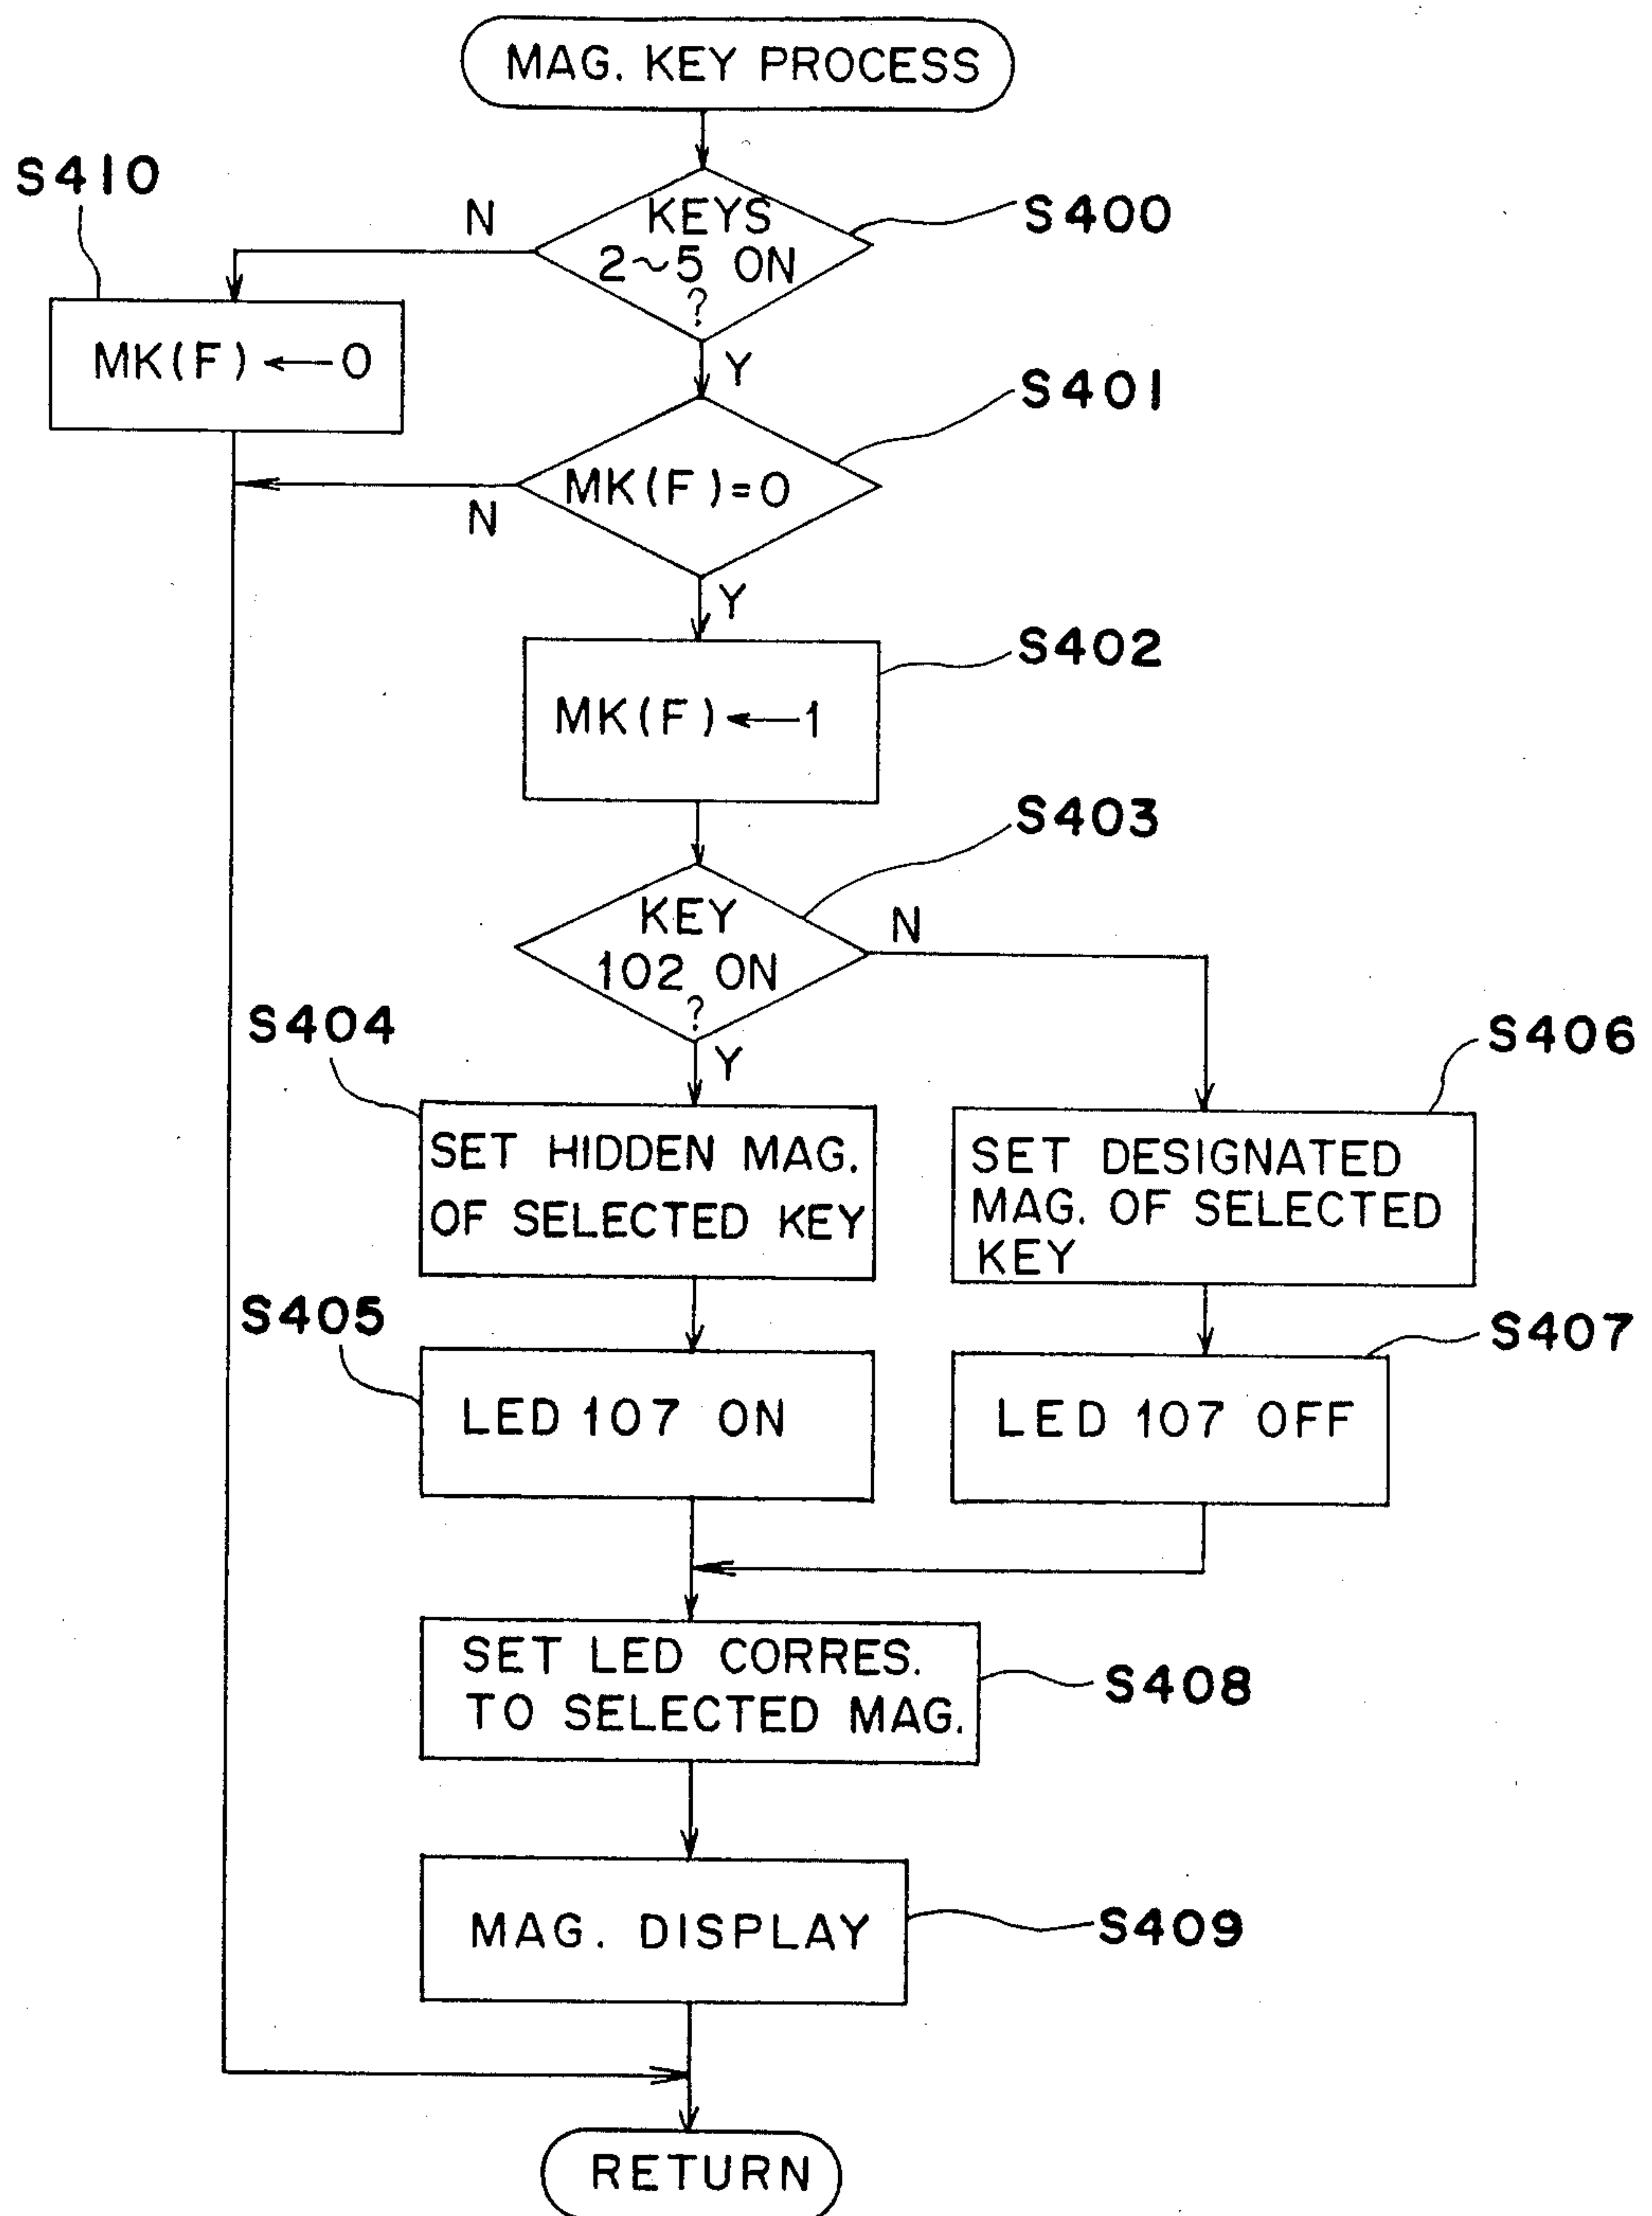 MAG. KEY PROCESS
S410
N
KEYS
2~5 ON
?
S400
MK(F)←0
Y
S401
MK(F)=0
N
Y
S402
MK(F)←1
S403
KEY
102 ON
?
N
S404
Y
S406
SET HIDDEN MAG.
OF SELECTED KEY
SET DESIGNATED
MAG. OF SELECTED
KEY
S405
S407
LED 107 ON
LED 107 OFF
SET LED CORRES.
TO SELECTED MAG.
S408
MAG. DISPLAY
S409
RETURN